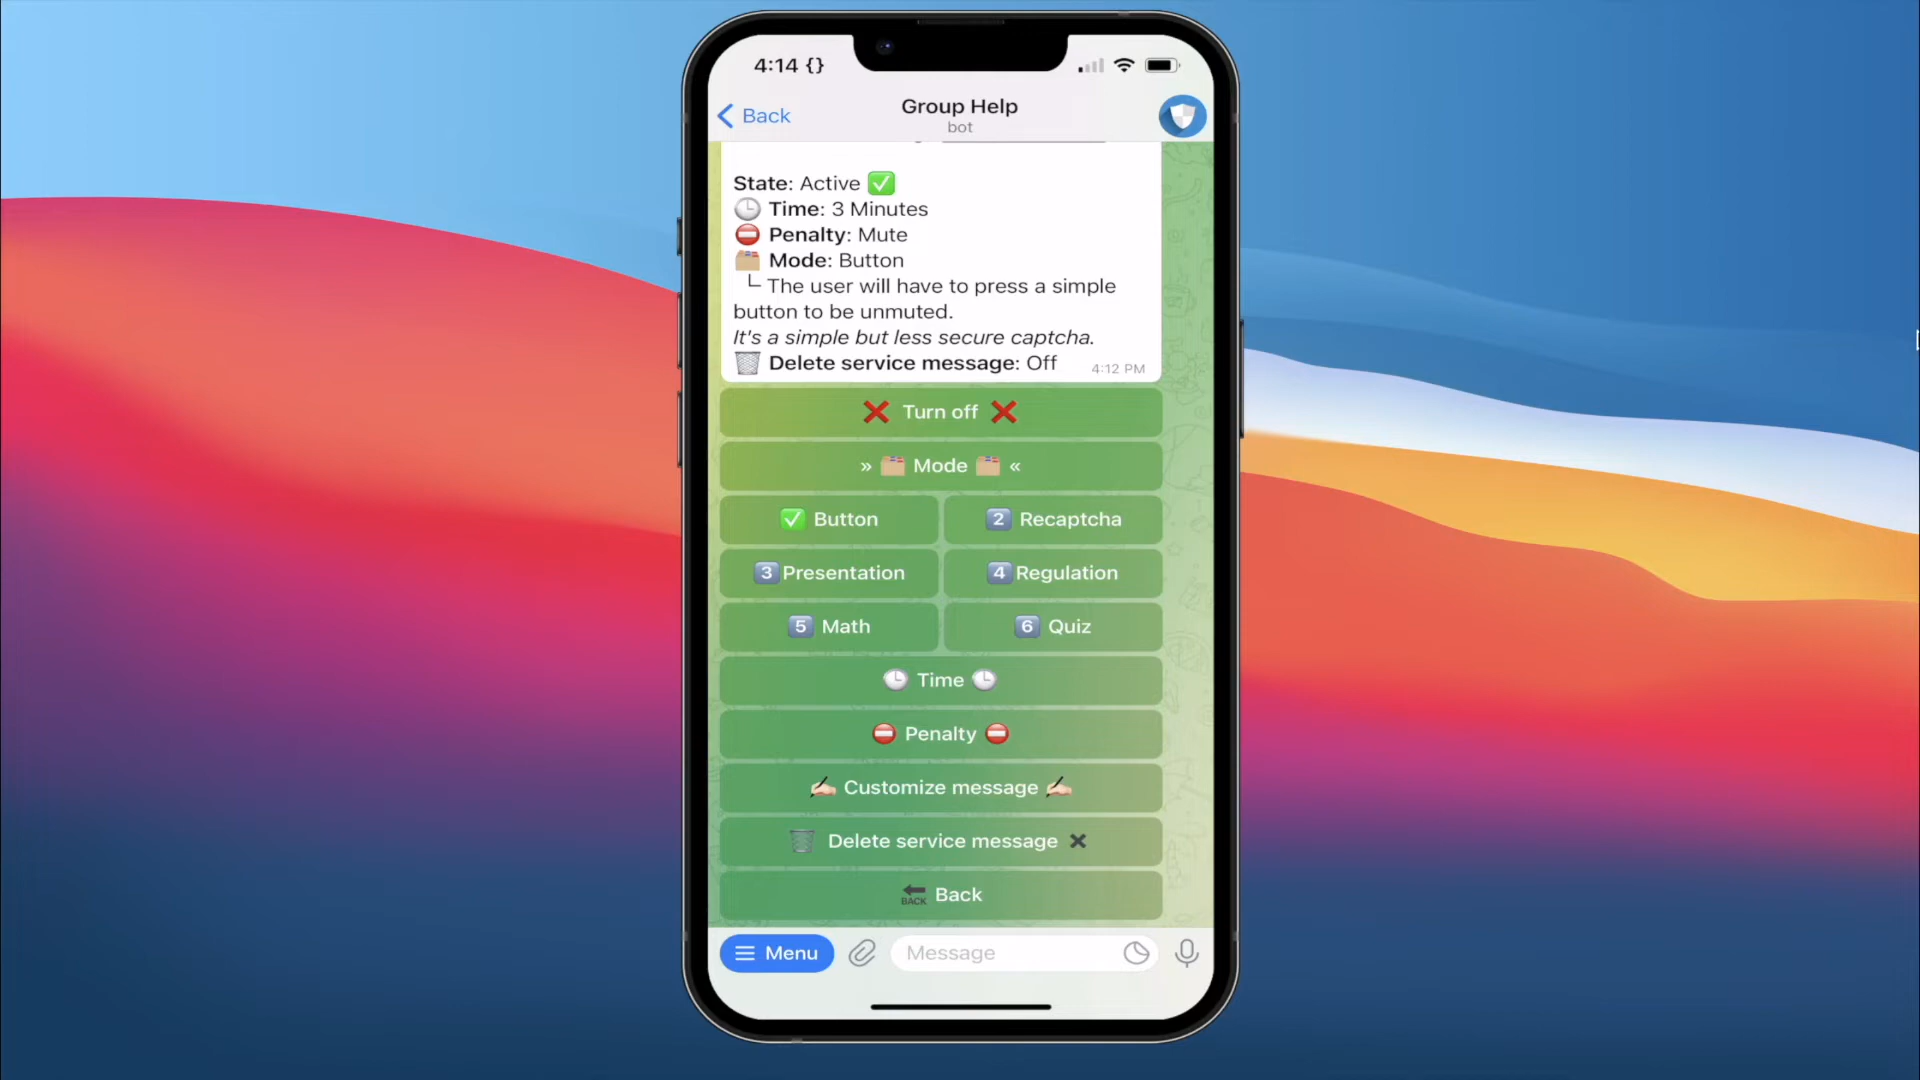 4:14 {}
Back
Group Help
bot
State: Active ✅
Time: 3 Minutes
Penalty: Mute
Mode: Button
└ The user will have to press a simple
button to be unmuted.
It's a simple but less secure captcha.
Delete service message: Off
4:12 PM
❌ Turn off ❌
» Mode «
✅ Button
2 Recaptcha
3 Presentation
4 Regulation
5 Math
6 Quiz
Time
Penalty
Customize message
Delete service message ✖
BACK Back
Menu
Message